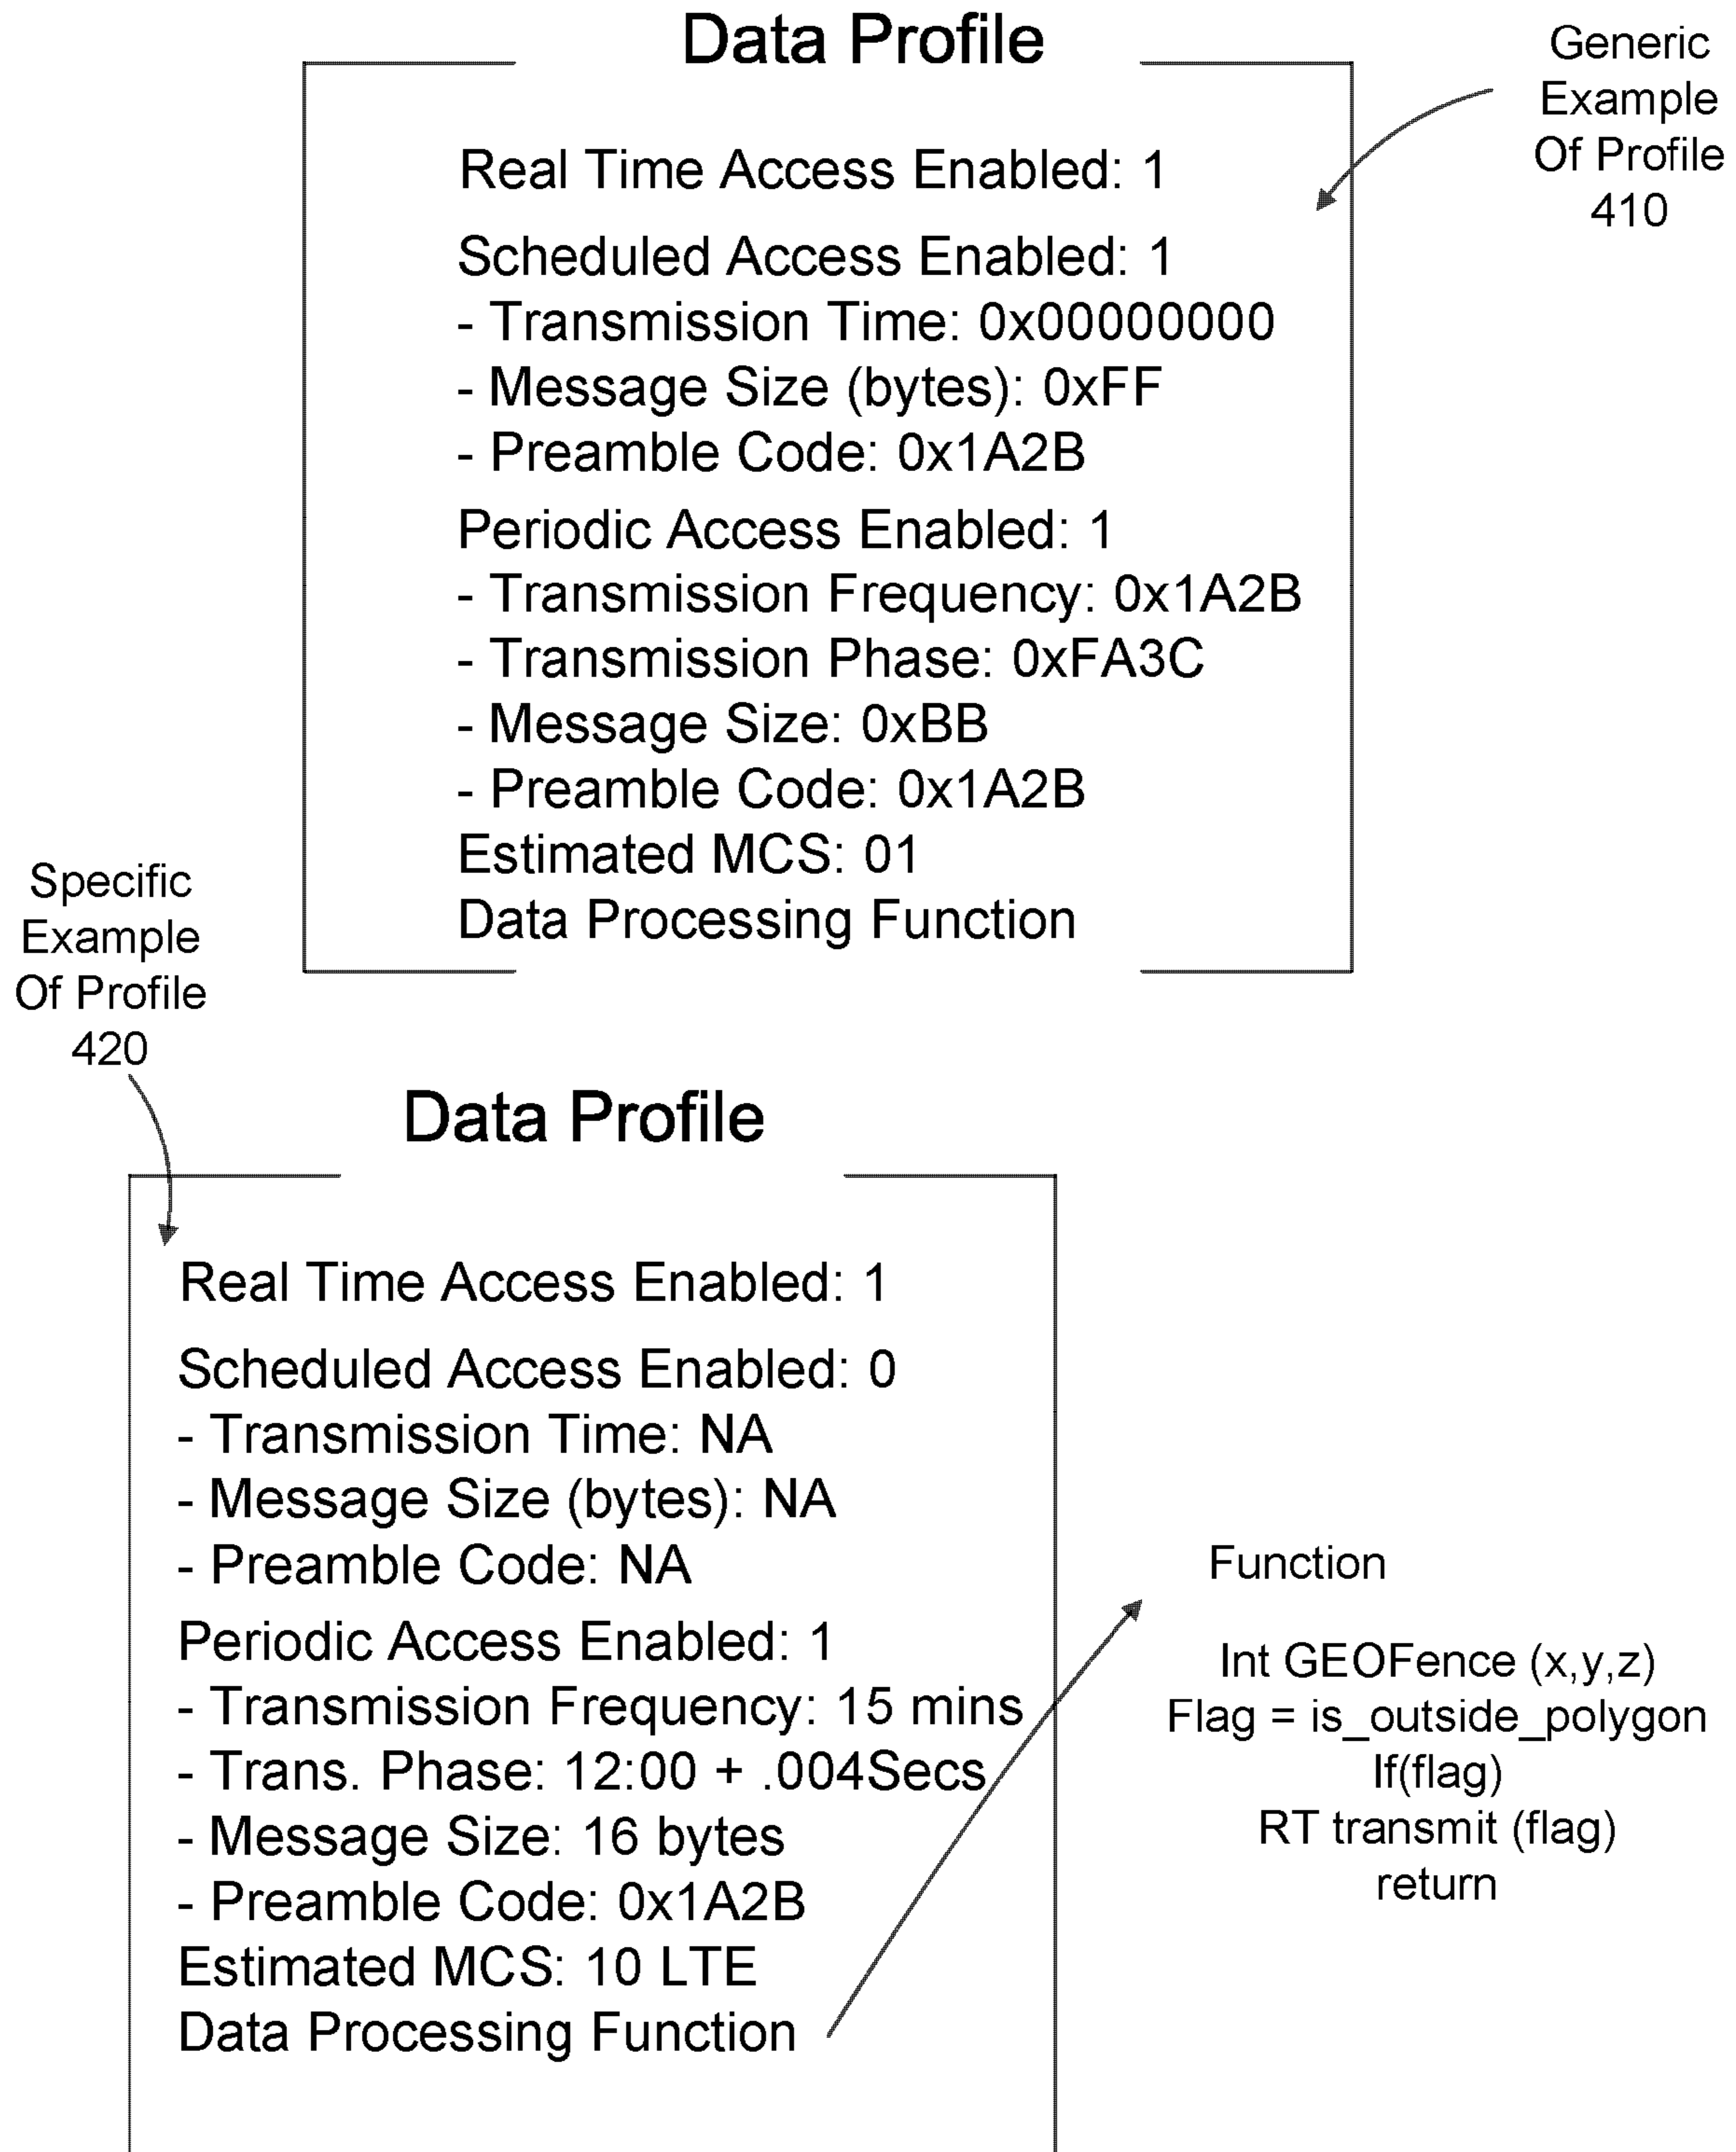 Data Profile
Generic
Example
Of Profile
410
Real Time Access Enabled: 1
Scheduled Access Enabled: 1
- Transmission Time: 0x00000000
- Message Size (bytes): 0xFF
- Preamble Code: 0x1A2B
Periodic Access Enabled: 1
- Transmission Frequency: 0x1A2B
- Transmission Phase: 0xFA3C
- Message Size: 0xBB
- Preamble Code: 0x1A2B
Estimated MCS: 01
Data Processing Function
Specific
Example
Of Profile
420
Data Profile
Real Time Access Enabled: 1
Scheduled Access Enabled: 0
- Transmission Time: NA
- Message Size (bytes): NA
- Preamble Code: NA
Periodic Access Enabled: 1
- Transmission Frequency: 15 mins
- Trans. Phase: 12:00 + .004Secs
- Message Size: 16 bytes
- Preamble Code: 0x1A2B
Estimated MCS: 10 LTE
Data Processing Function
Function
Int GEOFence (x,y,z)
Flag = is_outside_polygon
If(flag)
RT transmit (flag)
return